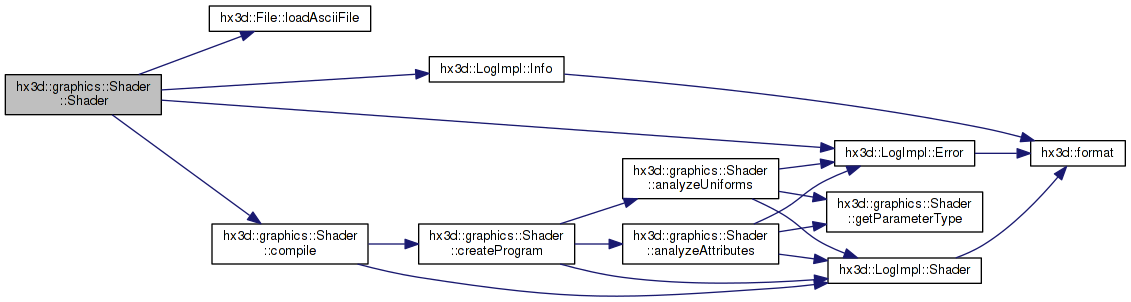 hx3d::File::loadAsciiFile
hx3d::LogImpl::Info
hx3d::graphics::Shader
::Shader
hx3d::LogImpl::Error
hx3d::format
hx3d::graphics::Shader
::analyzeUniforms
hx3d::graphics::Shader
::getParameterType
hx3d::graphics::Shader
::compile
hx3d::graphics::Shader
::createProgram
hx3d::graphics::Shader
::analyzeAttributes
hx3d::LogImpl::Shader